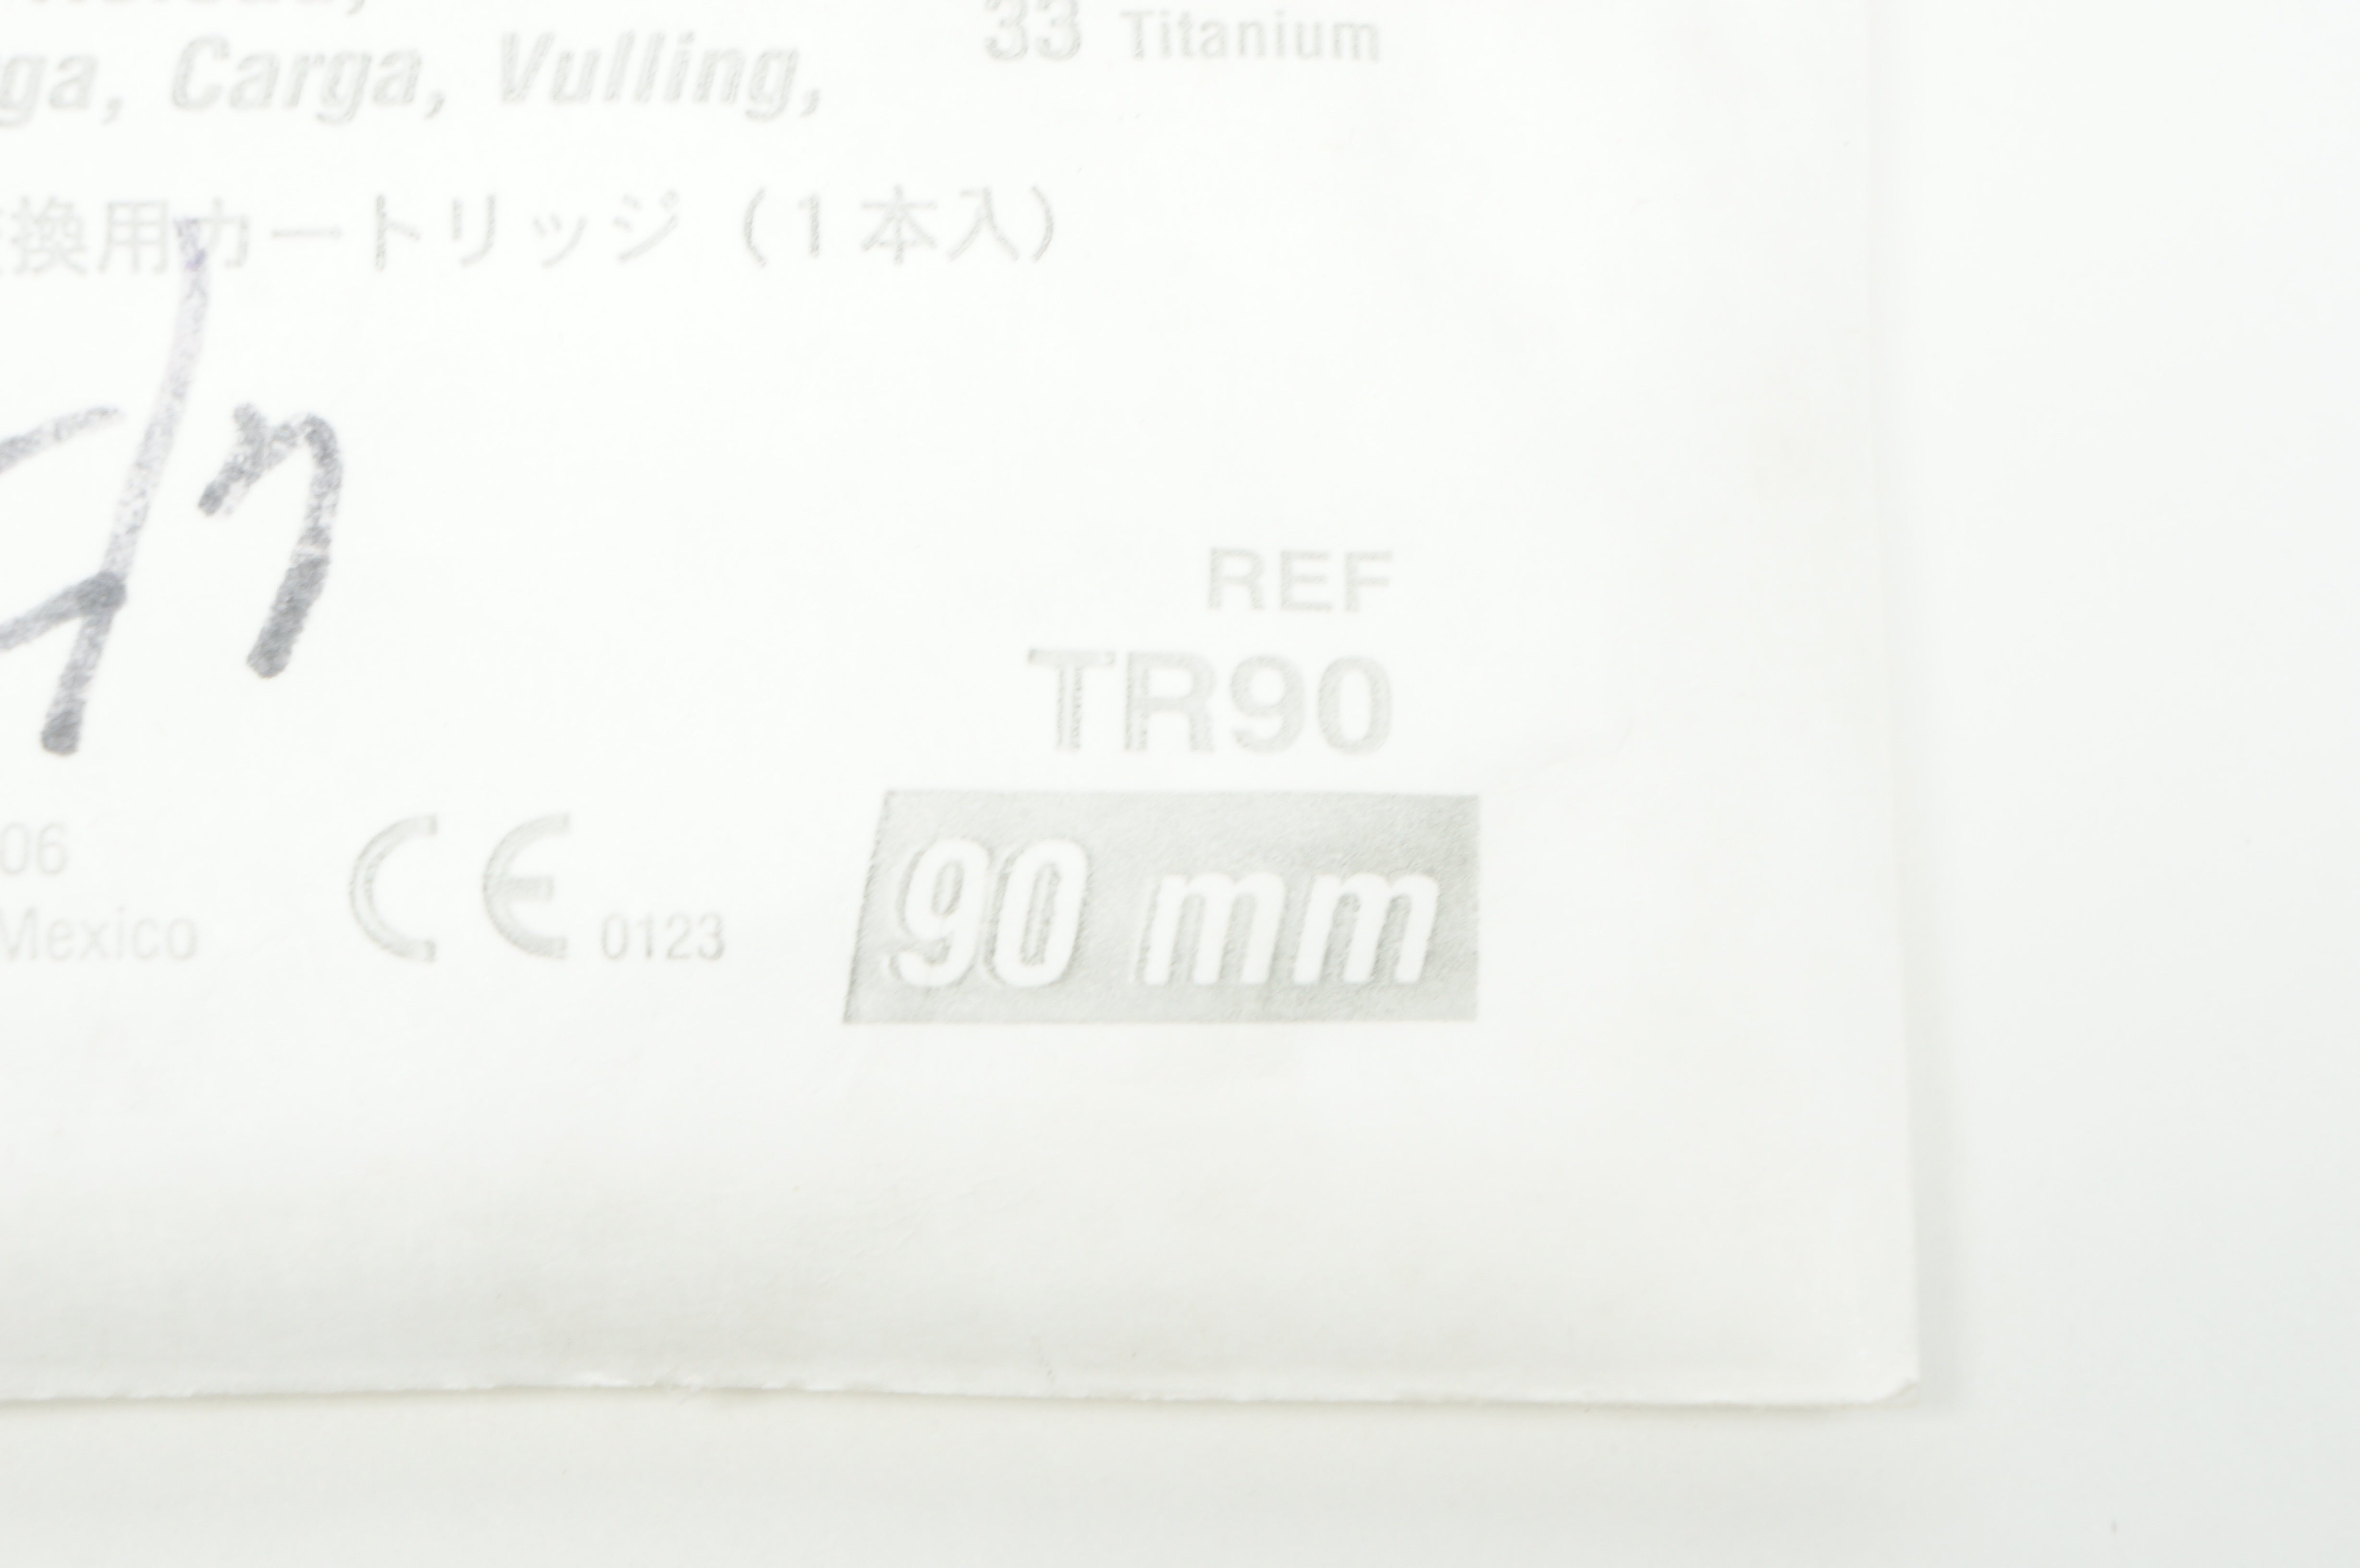 33 Titanium
Carga, Vulling,
換用カートリッジ（1本入）
REF
TR90
06
Mexico
CE 0123
90 mm